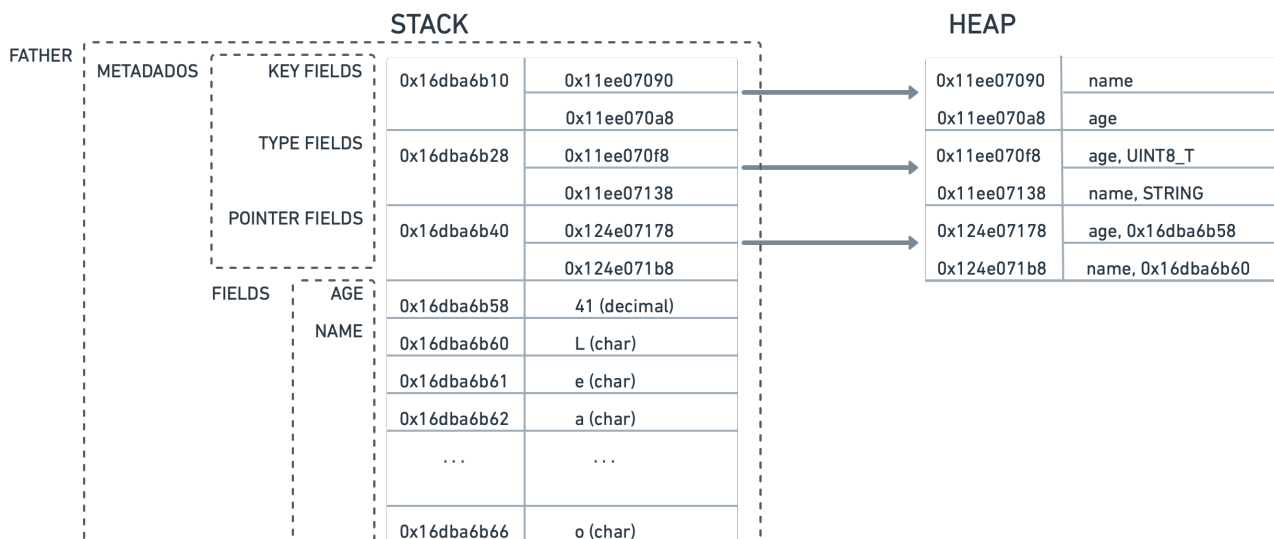 STACK HEAP
FATHER
METADADOS KEY FIELDS 0x16dba6b10 0x11ee07090 0x11ee07090 name
0x11ee070a8 0x11ee070a8 age
TYPE FIELDS 0x16dba6b28 0x11ee070f8 0x11ee070f8 age, UINT8_T
0x11ee07138 0x11ee07138 name, STRING
POINTER FIELDS 0x16dba6b40 0x124e07178 0x124e07178 age, 0x16dba6b58
0x124e071b8 0x124e071b8 name, 0x16dba6b60
FIELDS AGE 0x16dba6b58 41 (decimal)
NAME 0x16dba6b60 L (char)
0x16dba6b61 e (char)
0x16dba6b62 a (char)
... ...
0x16dba6b66 o (char)